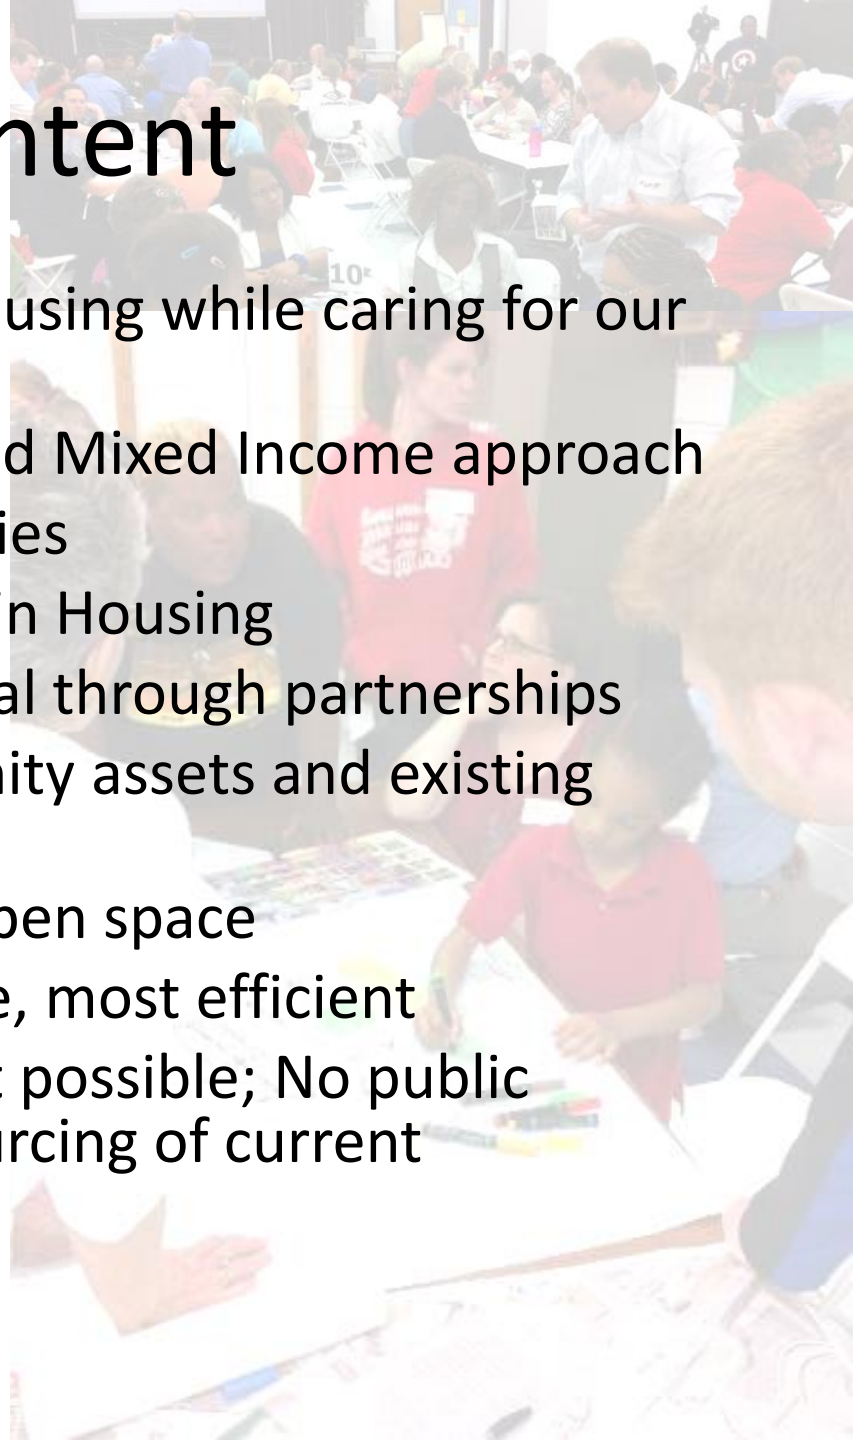 ntent
10
using while caring for our
d Mixed Income approach
ies
in Housing
al through partnerships
nity assets and existing
pen space
e, most efficient
t possible; No public
urcing of current